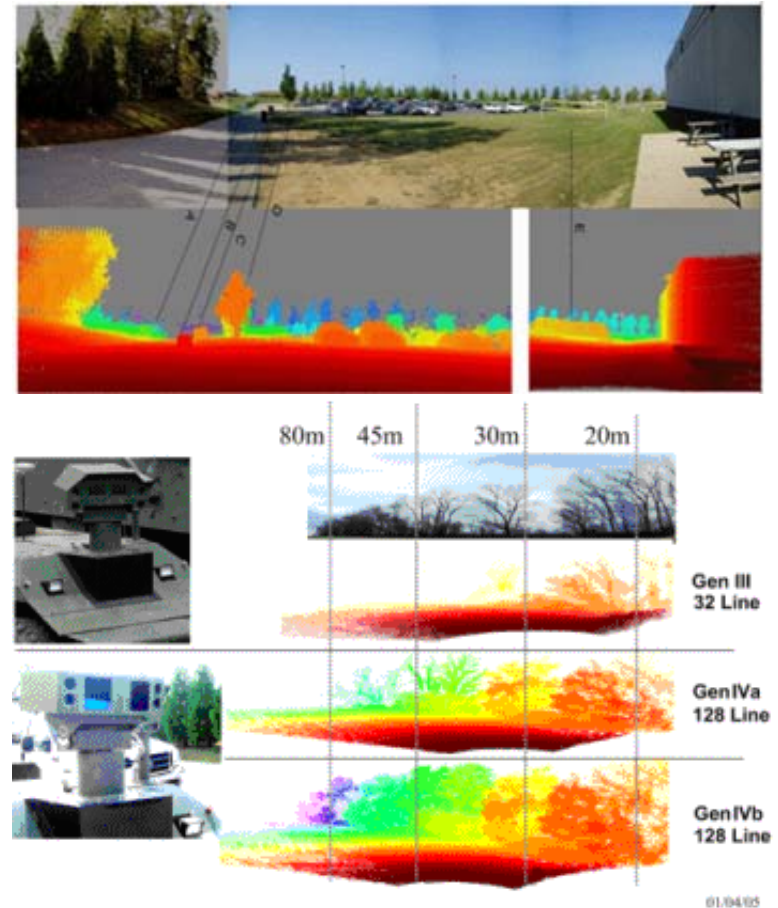 A
B
C
D
E
80m 45m 30m 20m
Gen III
32 Line
GenIVa
128 Line
GenIVb
128 Line
01/04/05